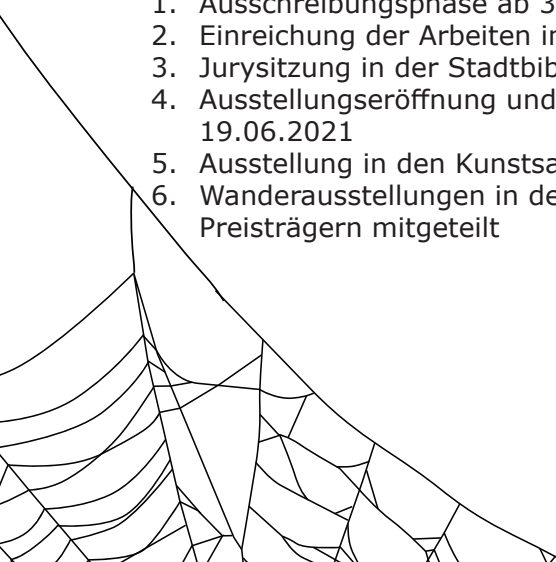 1. Ausschreibungsphase ab 3
2. Einreichung der Arbeiten
3. Jurysitzung in der
4. Ausstellungseröffnung und
19.06.2021
5. Ausstellung in den
6. Wanderausstellungen in
Preisträgern mitgeteilt